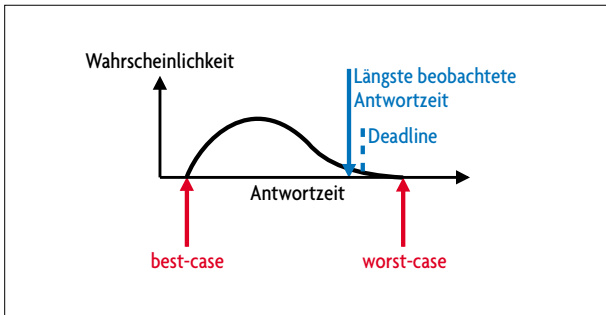 Wahrscheinlichkeit
Längste beobachtete
Antwortzeit
Deadline
Antwortzeit
best-case
worst-case